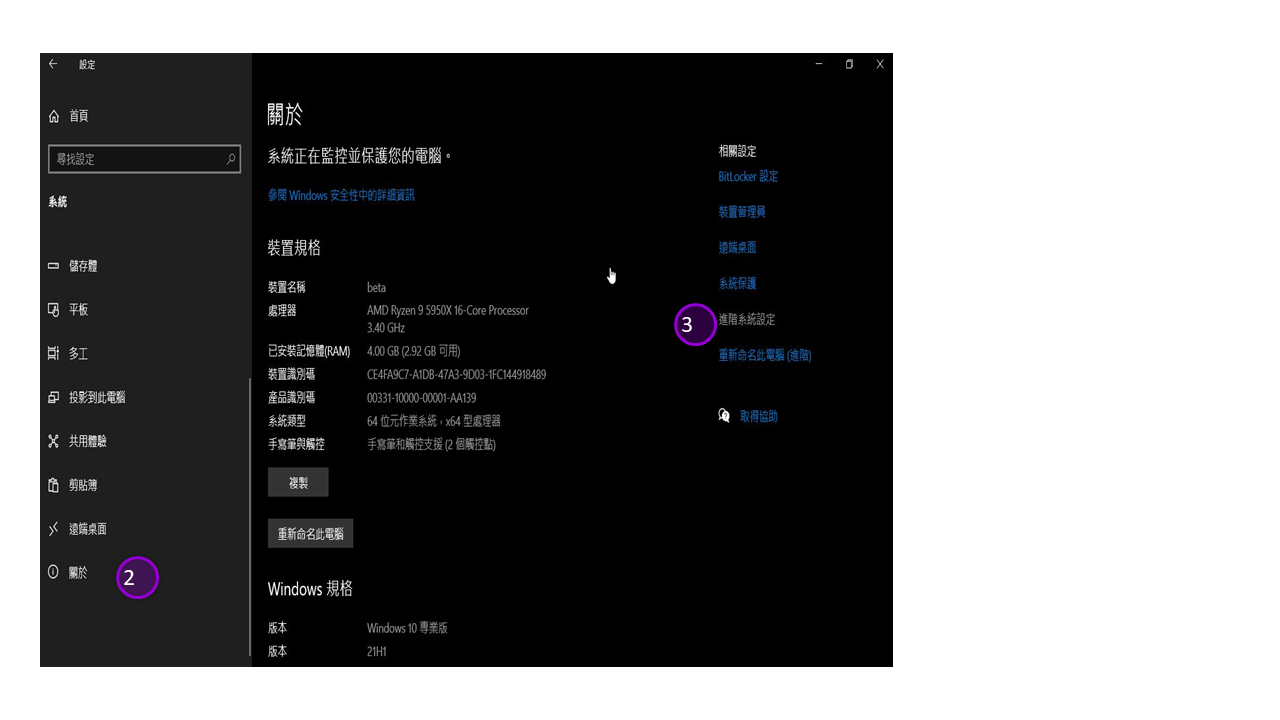 設定
首頁
尋找設定
系統
儲存體
平板
多工
投影到此電腦
共用體驗
剪貼簿
遠端桌面
關於
2
關於
系統正在監控並保護您的電腦。
參閱 Windows 安全性中的詳細資訊
裝置規格
裝置名稱 beta
處理器 AMD Ryzen 9 5950X 16-Core Processor
3.40 GHz
已安裝記憶體(RAM) 4.00 GB (2.92 GB 可用)
裝置識別碼 CE4FA9C7-A1DB-47A3-9D03-1FC144918489
產品識別碼 00331-10000-00001-AA139
系統類型 64 位元作業系統，x64 型處理器
手寫筆與觸控 手寫筆和觸控支援 (2 個觸控點)
複製
重新命名此電腦
Windows 規格
版本 Windows 10 專業版
版本 21H1
相關設定
BitLocker 設定
裝置管理員
遠端桌面
系統保護
3
進階系統設定
重新命名此電腦 (進階)
取得協助